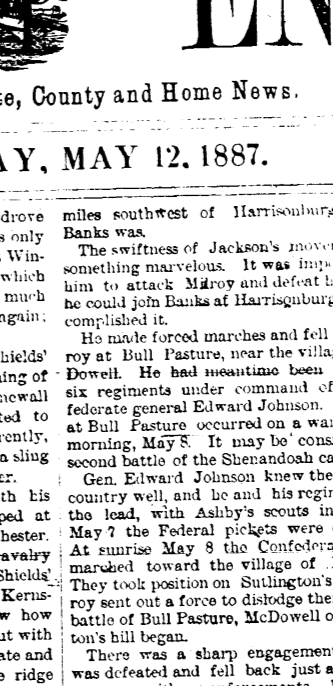 EN
e, County and Home News.
AY, MAY 12. 1887.
drove
s only
Win-
which
much
again;
hields'
ing of
newall
ted to
rently,
a sling
er.
th his
ped at
hester.
avalry
Shields'
Kerns-
w how
ut with
ate and
e ridge
miles southwest of Harrisonburg
Banks was.
The swiftness of Jackson's move
something marvelous. It was imp
him to attack Milroy and defeat h
he could join Banks at Harrisonburg
complished it.
He made forced marches and fell
roy at Bull Pasture, near the villa
Dowell. He had meantime been
six regiments under command of
federate general Edward Johnson.
at Bull Pasture occurred on a wa
morning, May 8. It may be cons
second battle of the Shenandoah ca
Gen. Edward Johnson knew the
country well, and he and his regi
the lead, with Ashby's scouts in
May 7 the Federal pickets were
At sunrise May 8 the Confedera
marched toward the village of
They took position on Sutlington's
roy sent out a force to dislodge the
battle of Bull Pasture, McDowell o
ton's hill began.
There was a sharp engagement
was defeated and fell back just a